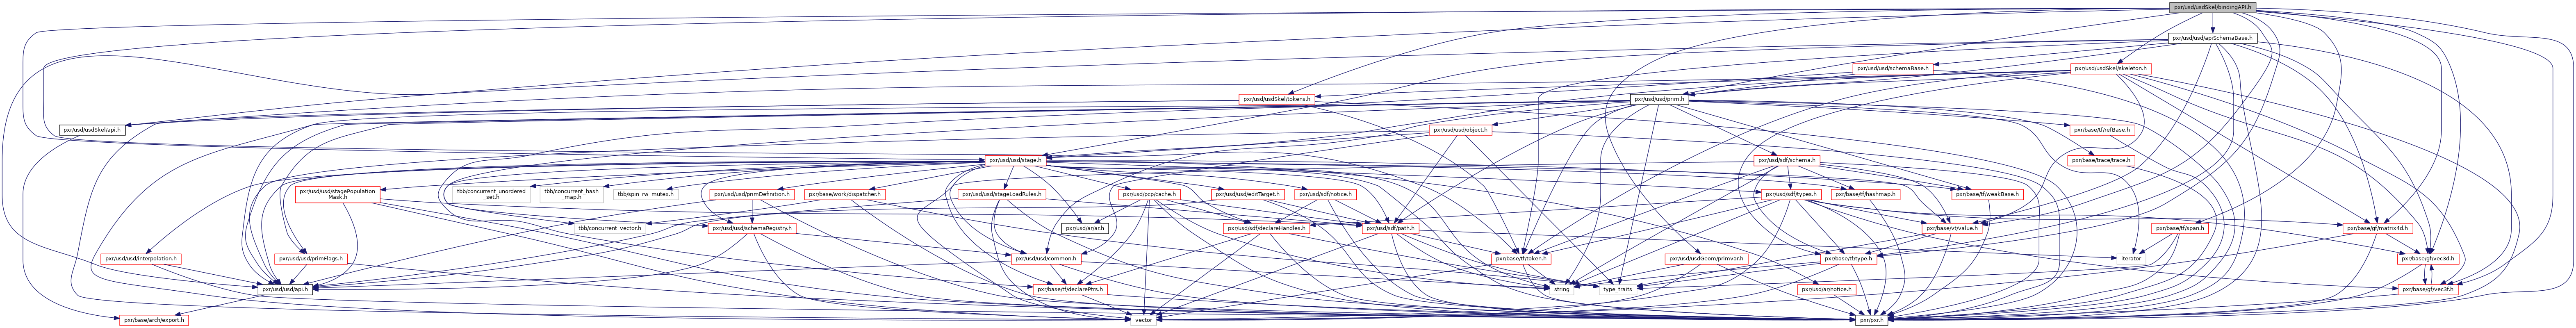 pxr/usd/usdSkel/bindingAPI.h
pxr/usd/usd/apiSchemaBase.h
pxr/usd/usd/schemaBase.h
pxr/usd/usdSkel/skeleton.h
pxr/usd/usdSkel/tokens.h
pxr/usd/usd/prim.h
pxr/usd/usdSkel/api.h
pxr/usd/usd/object.h
pxr/base/tf/refBase.h
pxr/usd/usd/stage.h
pxr/usd/sdf/schema.h
pxr/base/trace/trace.h
pxr/usd/usd/stagePopulation
Mask.h
tbb/concurrent_unordered
_set.h
tbb/concurrent_hash
_map.h
tbb/spin_rw_mutex.h
pxr/usd/usd/primDefinition.h
pxr/base/work/dispatcher.h
pxr/usd/usd/stageLoadRules.h
pxr/usd/pcp/cache.h
pxr/usd/usd/editTarget.h
pxr/usd/sdf/notice.h
pxr/usd/sdf/types.h
pxr/base/tf/hashmap.h
pxr/base/tf/weakBase.h
tbb/concurrent_vector.h
pxr/usd/usd/schemaRegistry.h
pxr/usd/ar/ar.h
pxr/usd/sdf/declareHandles.h
pxr/usd/sdf/path.h
pxr/base/vt/value.h
pxr/base/tf/span.h
pxr/base/gf/matrix4d.h
pxr/usd/usd/interpolation.h
pxr/usd/usd/primFlags.h
pxr/usd/usd/common.h
pxr/base/tf/token.h
pxr/usd/usdGeom/primvar.h
pxr/base/tf/type.h
iterator
pxr/base/gf/vec3d.h
pxr/usd/usd/api.h
pxr/base/tf/declarePtrs.h
string
type_traits
pxr/usd/ar/notice.h
pxr/base/gf/vec3f.h
pxr/base/arch/export.h
vector
pxr/pxr.h